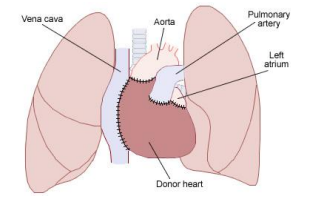 Vena cava
Aorta
Pulmonary
artery
Left
atrium
Donor heart